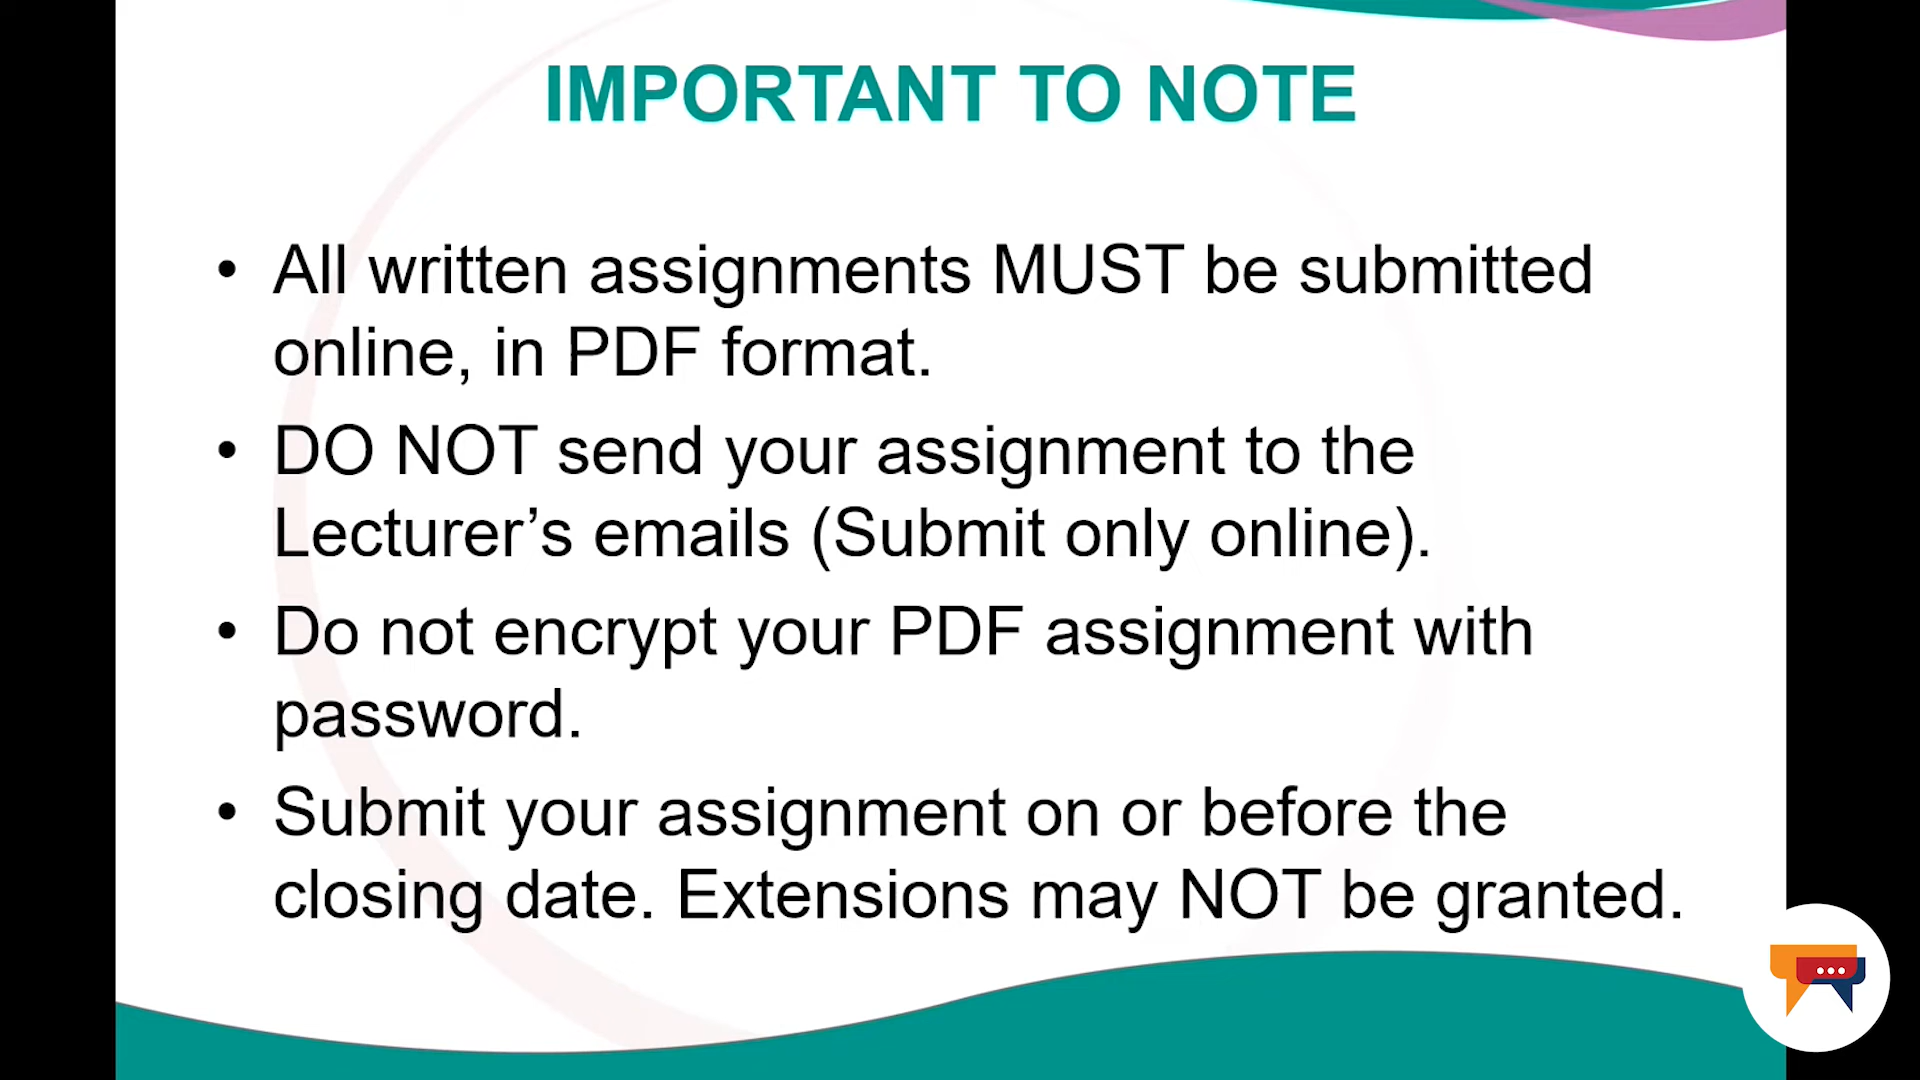 IMPORTANT TO NOTE
• All written assignments MUST be submitted
online, in PDF format.
• DO NOT send your assignment to the
Lecturer’s emails (Submit only online).
• Do not encrypt your PDF assignment with
password.
• Submit your assignment on or before the
closing date. Extensions may NOT be granted.